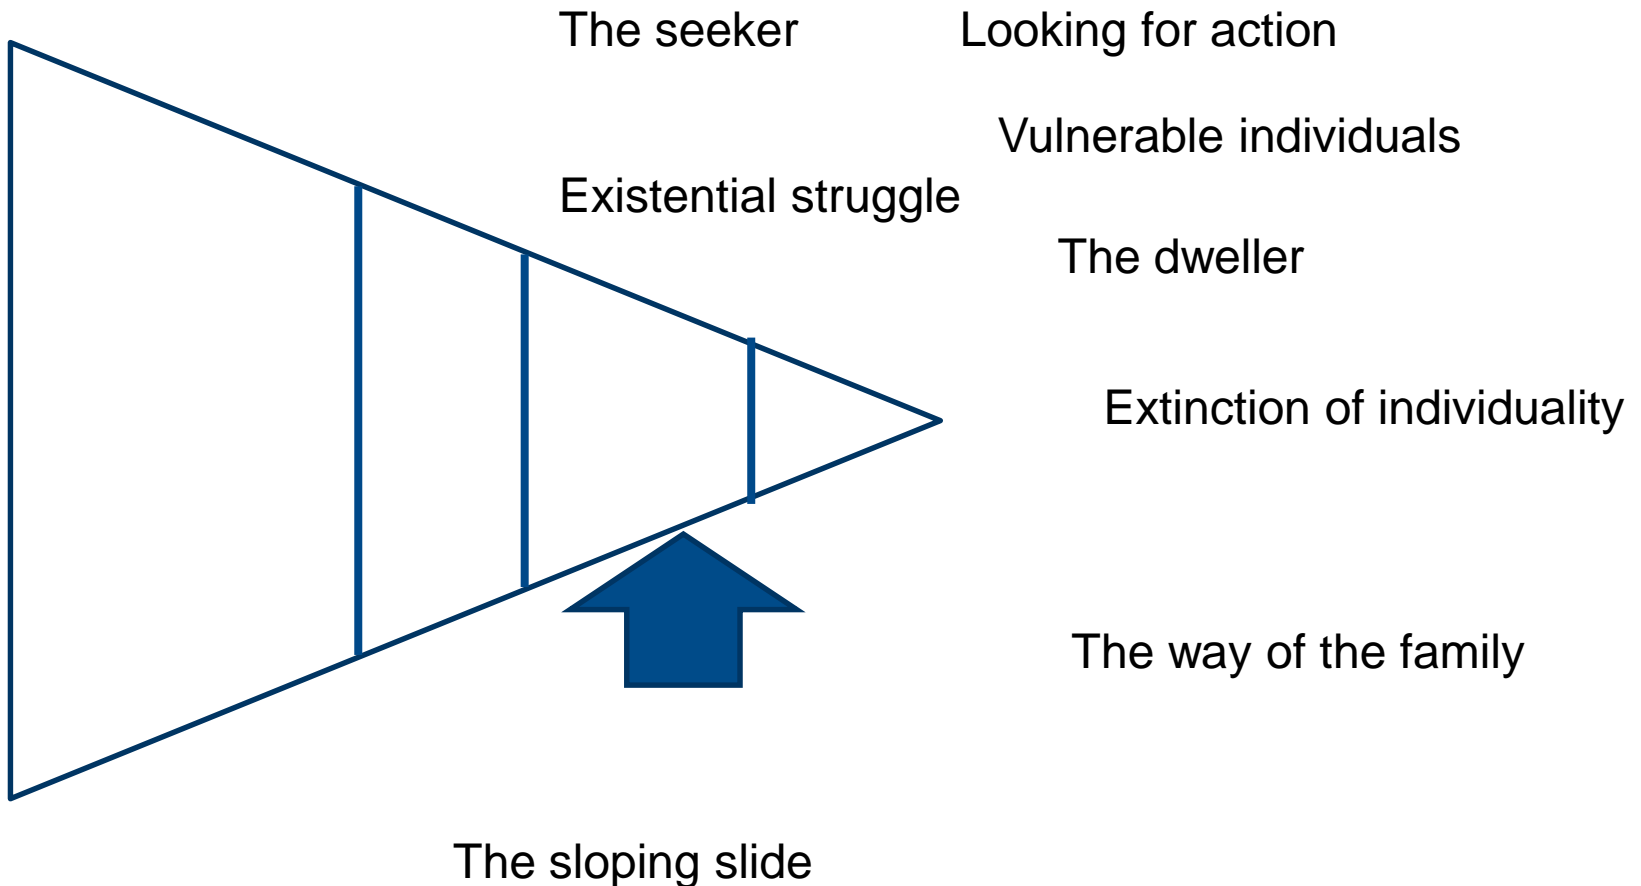 The seeker
Looking for action
Vulnerable individuals
Existential struggle
The dweller
Extinction of individuality
The way of the family
The sloping slide